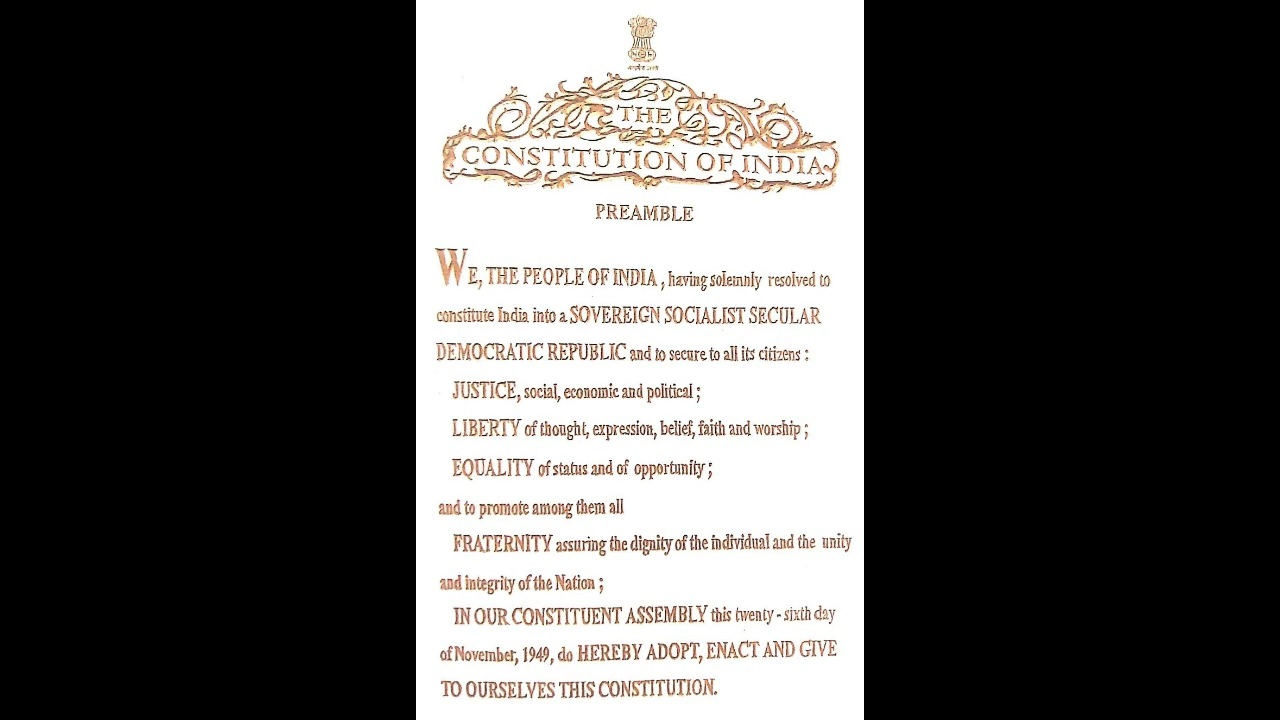 THE
CONSTITUTION OF INDIA
PREAMBLE
WE, THE PEOPLE OF INDIA , having solemnly resolved to
constitute India into a SOVEREIGN SOCIALIST SECULAR
DEMOCRATIC REPUBLIC and to secure to all its citizens :
JUSTICE, social, economic and political ;
LIBERTY of thought, expression, belief, faith and worship ;
EQUALITY of status and of opportunity ;
and to promote among them all
FRATERNITY assuring the dignity of the individual and the unity
and integrity of the Nation ;
IN OUR CONSTITUENT ASSEMBLY this twenty - sixth day
of November, 1949, do HEREBY ADOPT, ENACT AND GIVE
TO OURSELVES THIS CONSTITUTION.